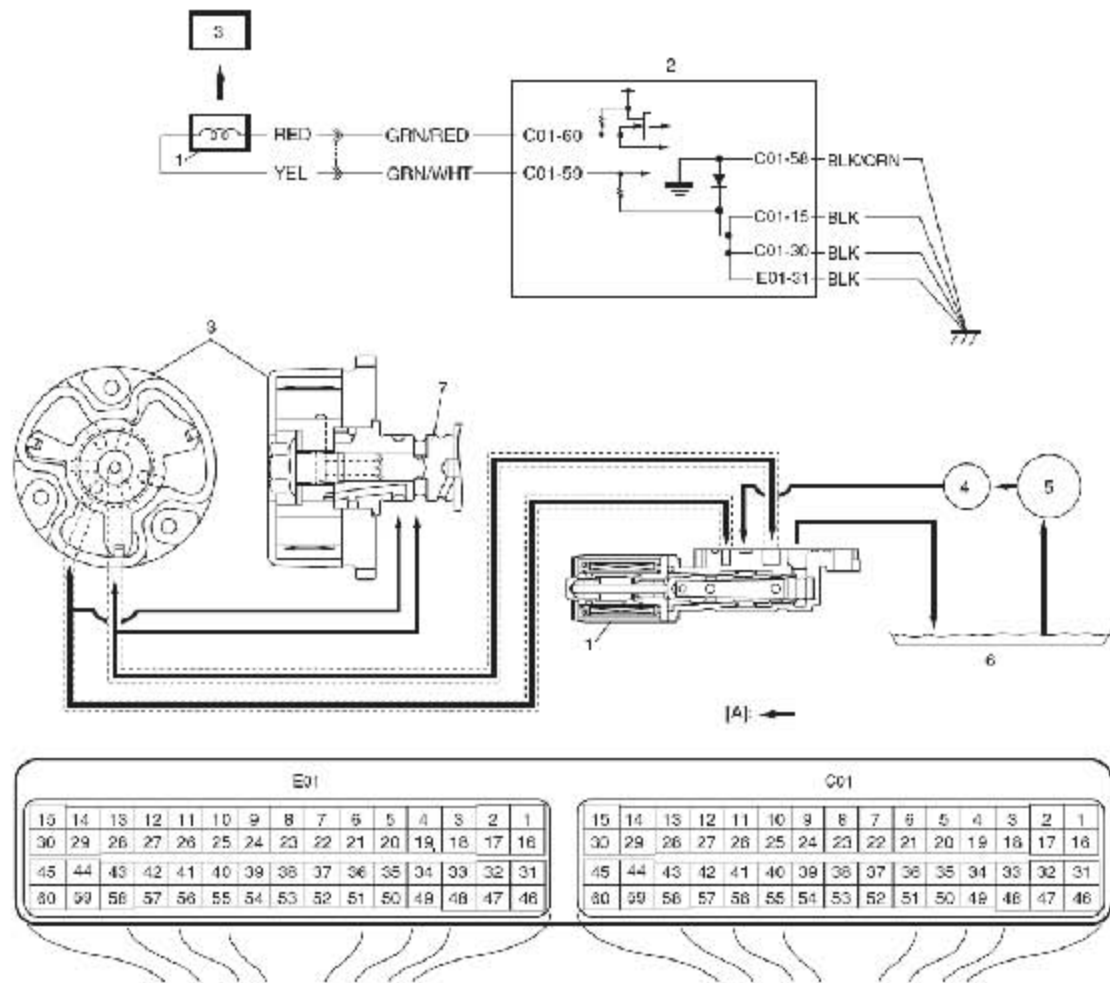 3
2
1
RED
GRN/RED
C01-60
YEL
GRN/WHT
C01-59
C01-58
BLK/ORN
C01-15
BLK
C01-30
BLK
E01-31
BLK
3
7
4
5
1
6
[A]:
E01
15 14 13 12 11 10 9 8 7 6 5 4 3 2 1
30 29 28 27 26 25 24 23 22 21 20 19 18 17 16
45 44 43 42 41 40 39 38 37 36 35 34 33 32 31
60 59 58 57 56 55 54 53 52 51 50 49 48 47 46
C01
15 14 13 12 11 10 9 8 7 6 5 4 3 2 1
30 29 28 27 26 25 24 23 22 21 20 19 18 17 16
45 44 43 42 41 40 39 38 37 36 35 34 33 32 31
60 59 58 57 56 55 54 53 52 51 50 49 48 47 46